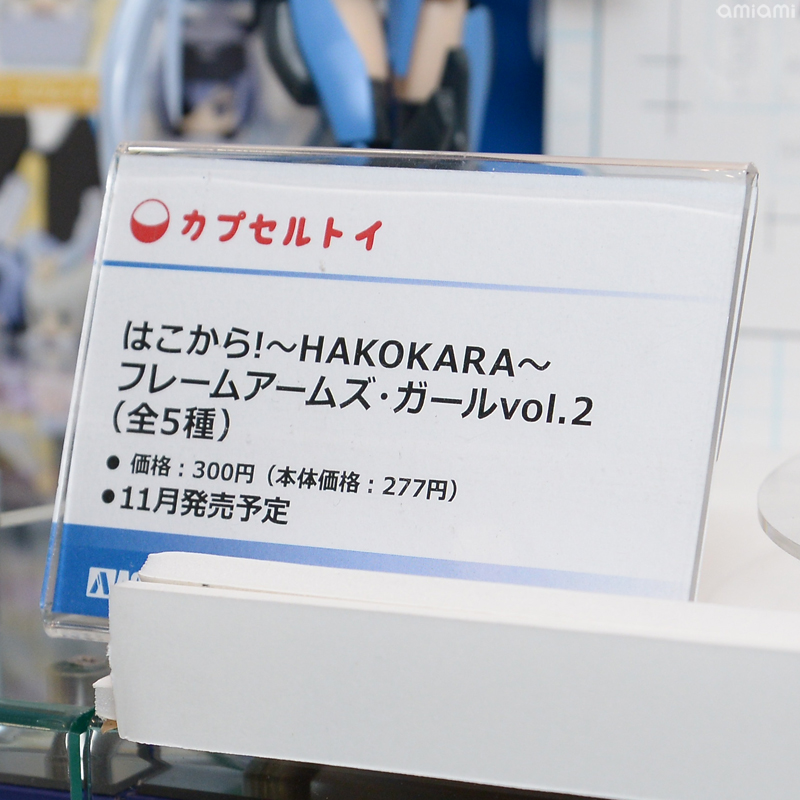 amiami
カプセルトイ
はこから!～HAKOKARA～
フレームアームズ・ガールvol.2
（全5種）
● 価格：300円（本体価格：277円）
●11月発売予定